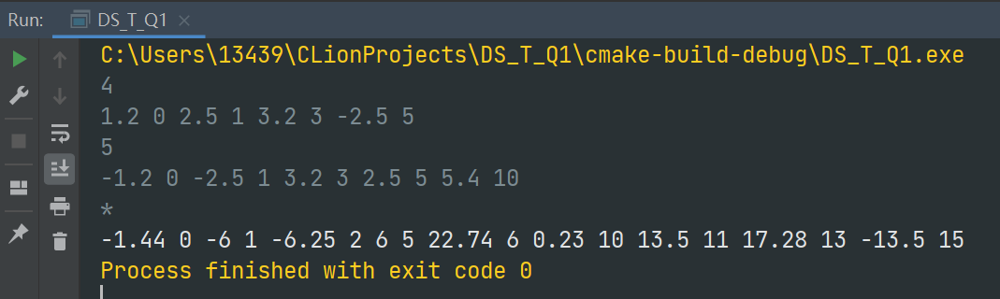 Run: DS_T_Q1
C:\Users\13439\CLionProjects\DS_T_Q1\cmake-build-debug\DS_T_Q1.exe
4
1.2 0 2.5 1 3.2 3 -2.5 5
5
-1.2 0 -2.5 1 3.2 3 2.5 5 5.4 10
*
-1.44 0 -6 1 -6.25 2 6 5 22.74 6 0.23 10 13.5 11 17.28 13 -13.5 15
Process finished with exit code 0